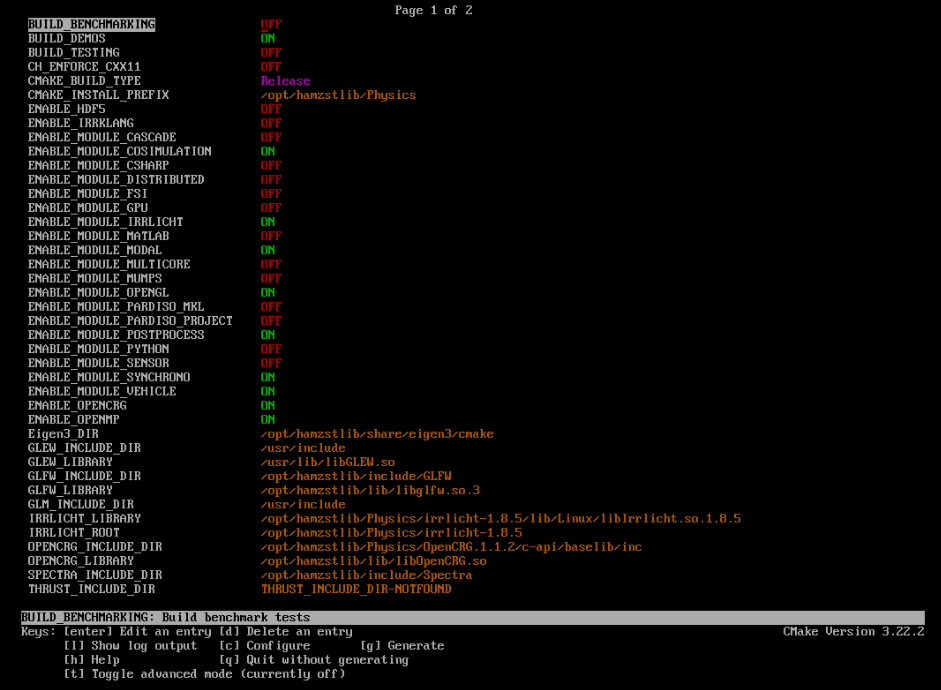 Page 1 of 2
BUILD_BENCHMARKING OFF
BUILD_DEMOS ON
BUILD_TESTING OFF
CH_ENFORCE_CXX11 OFF
CMAKE_BUILD_TYPE Release
CMAKE_INSTALL_PREFIX /opt/hamzstlib/Physics
ENABLE_HDF5 OFF
ENABLE_IRRKLANG OFF
ENABLE_MODULE_CASCADE OFF
ENABLE_MODULE_COSIMULATION ON
ENABLE_MODULE_CSHARP OFF
ENABLE_MODULE_DISTRIBUTED OFF
ENABLE_MODULE_FSI OFF
ENABLE_MODULE_GPU OFF
ENABLE_MODULE_IRRLICHT ON
ENABLE_MODULE_MATLAB OFF
ENABLE_MODULE_MODAL ON
ENABLE_MODULE_MULTICORE OFF
ENABLE_MODULE_MUMPS OFF
ENABLE_MODULE_OPENGL ON
ENABLE_MODULE_PARDISO_MKL OFF
ENABLE_MODULE_PARDISO_PROJECT OFF
ENABLE_MODULE_POSTPROCESS ON
ENABLE_MODULE_PYTHON OFF
ENABLE_MODULE_SENSOR OFF
ENABLE_MODULE_SYNCHRONO ON
ENABLE_MODULE_VEHICLE ON
ENABLE_OPENCRG ON
ENABLE_OPENMP ON
Eigen3_DIR /opt/hamzstlib/share/eigen3/cmake
GLEW_INCLUDE_DIR /usr/include
GLEW_LIBRARY /usr/lib/libGLEW.so
GLFW_INCLUDE_DIR /opt/hamzstlib/include/GLFW
GLFW_LIBRARY /opt/hamzstlib/lib/libglfw.so.3
GLM_INCLUDE_DIR /usr/include
IRRLICHT_LIBRARY /opt/hamzstlib/Physics/irrlicht-1.8.5/lib/Linux/libIrrlicht.so.1.8.5
IRRLICHT_ROOT /opt/hamzstlib/Physics/irrlicht-1.8.5
OPENCRG_INCLUDE_DIR /opt/hamzstlib/Physics/OpenCRG.1.1.2/c-api/baselib/inc
OPENCRG_LIBRARY /opt/hamzstlib/lib/libOpenCRG.so
SPECTRA_INCLUDE_DIR /opt/hamzstlib/include/Spectra
THRUST_INCLUDE_DIR THRUST_INCLUDE_DIR-NOTFOUND
BUILD_BENCHMARKING: Build benchmark tests
Keys: [enter] Edit an entry [d] Delete an entry CMake Version 3.22.2
[l] Show log output [c] Configure [g] Generate
[h] Help [q] Quit without generating
[t] Toggle advanced mode (currently off)